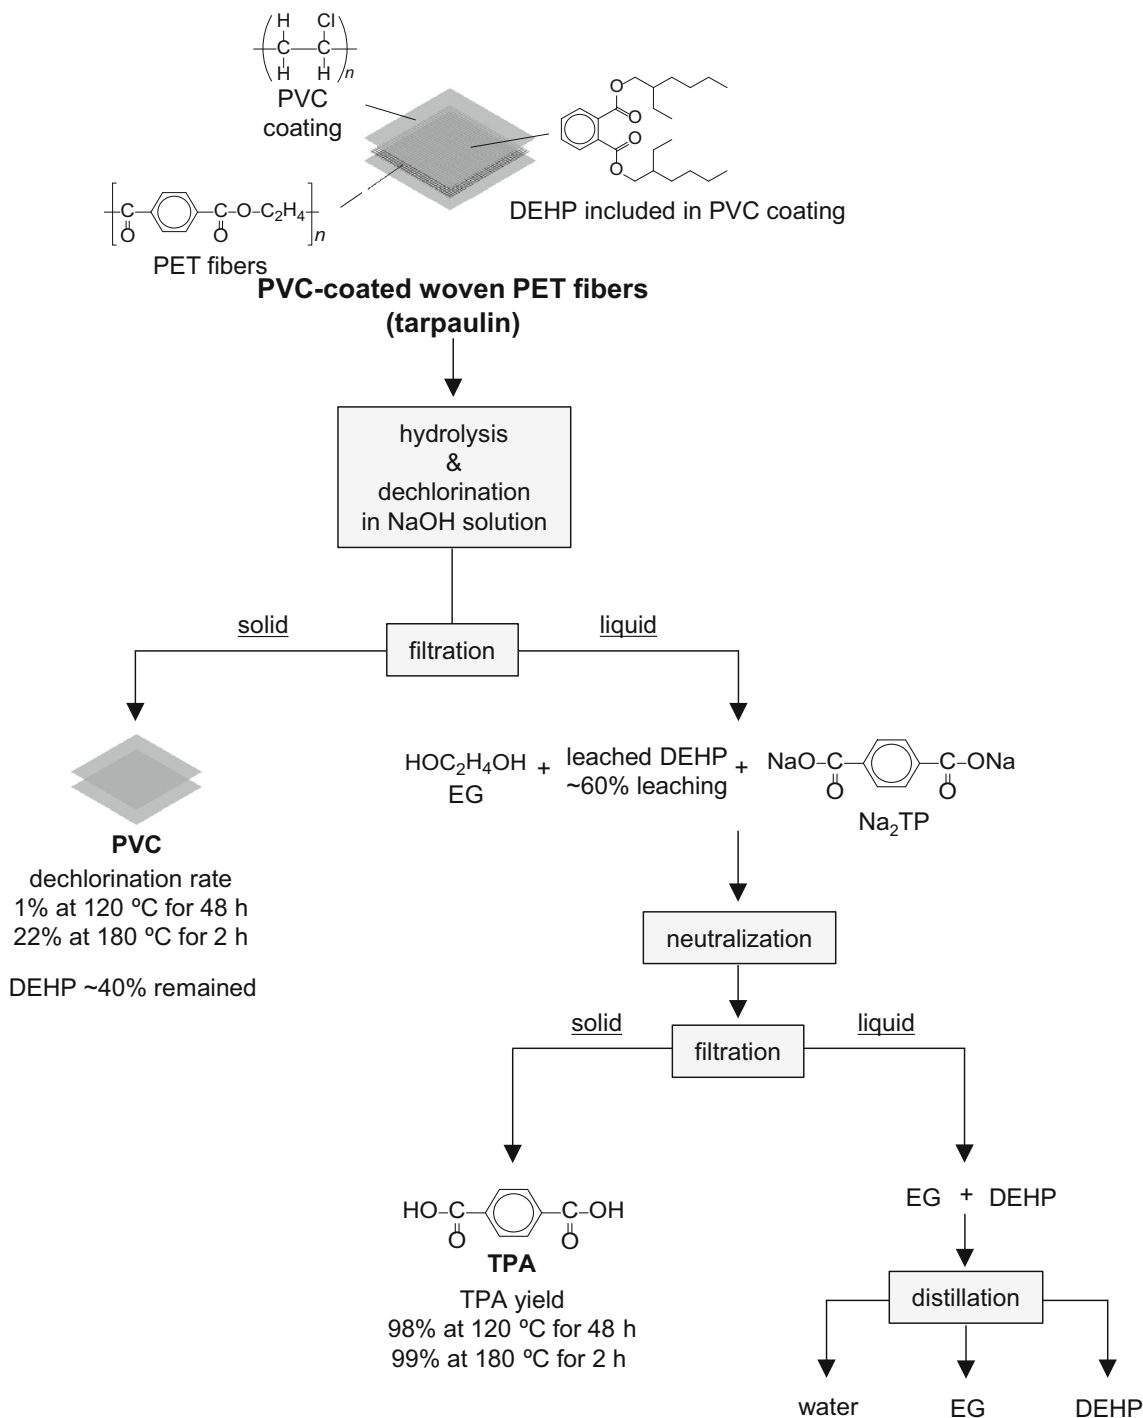 H Cl
C C
H H n
PVC
coating
O
O
O
O
DEHP included in PVC coating
C C–O–C₂H₄ n
O O
PET fibers
PVC-coated woven PET fibers
(tarpaulin)
hydrolysis
&
dechlorination
in NaOH solution
solid
filtration
liquid
PVC
dechlorination rate
1% at 120 ºC for 48 h
22% at 180 ºC for 2 h
DEHP ~40% remained
HOC₂H₄OH
EG
+
leached DEHP
~60% leaching
+
NaO–C C–ONa
O O
Na₂TP
neutralization
solid
filtration
liquid
HO–C C–OH
O O
TPA
TPA yield
98% at 120 ºC for 48 h
99% at 180 ºC for 2 h
EG + DEHP
distillation
water EG DEHP